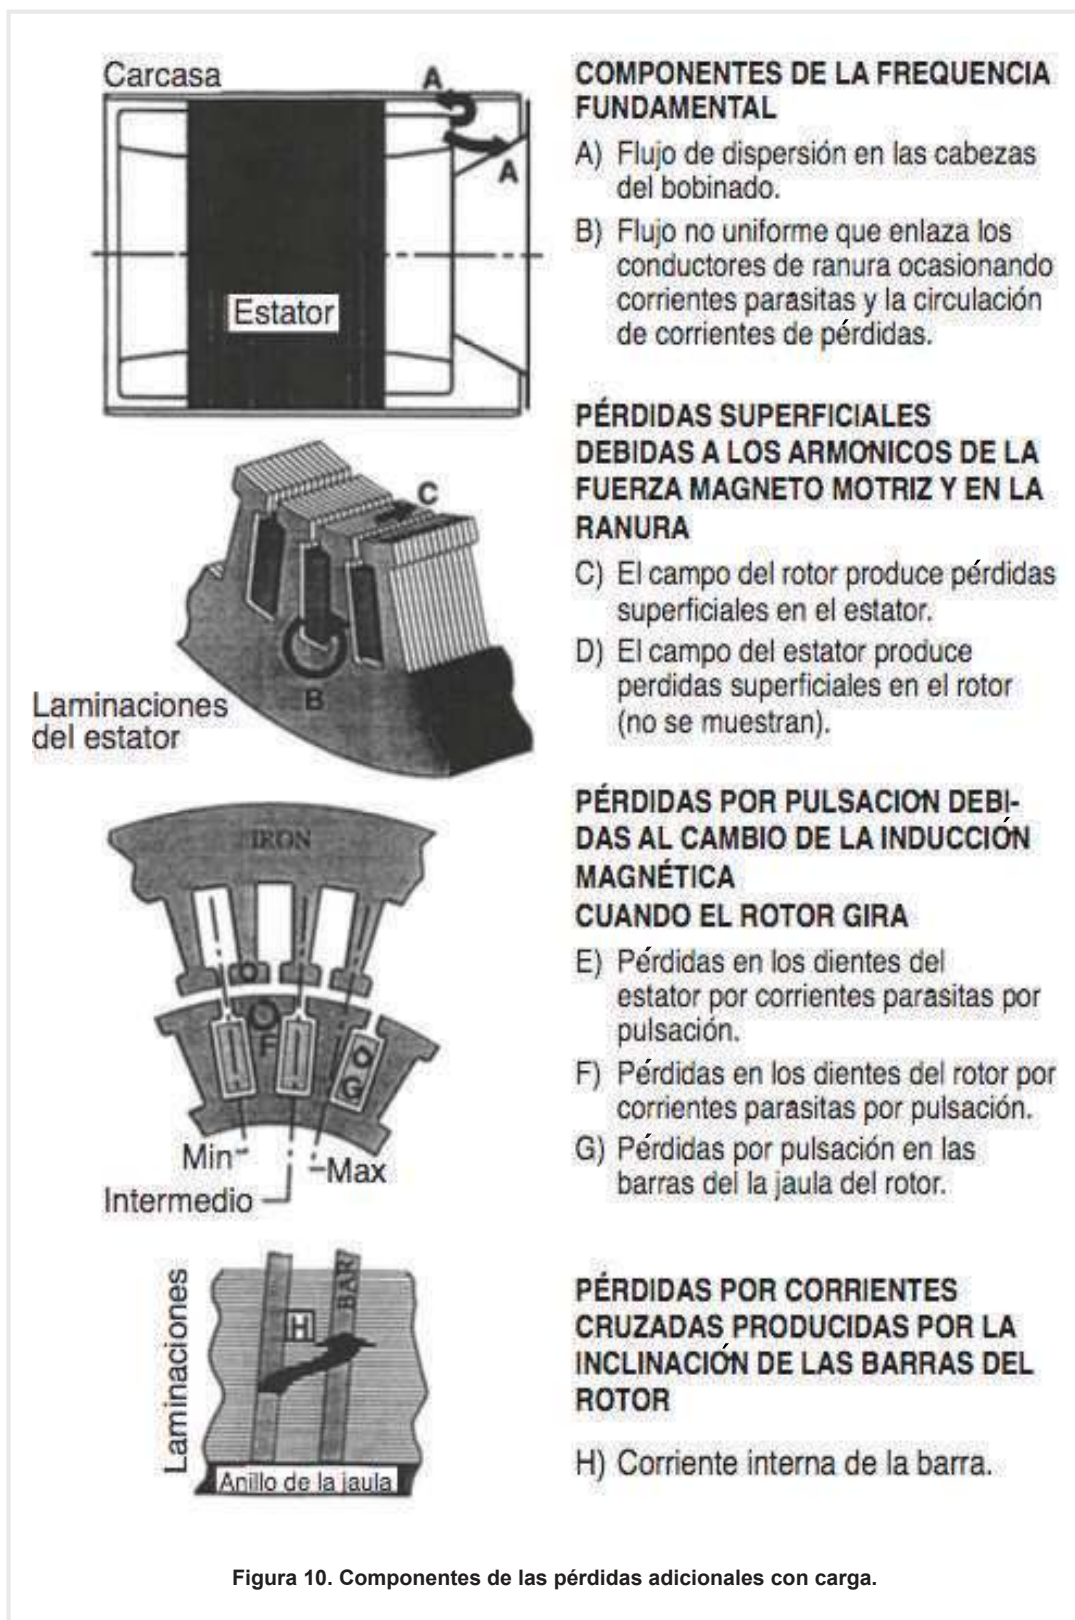 Carcasa
A
A
Estator
COMPONENTES DE LA FREQUENCIA
FUNDAMENTAL
A) Flujo de dispersión en las cabezas
del bobinado.
B) Flujo no uniforme que enlaza los
conductores de ranura ocasionando
corrientes parasitas y la circulación
de corrientes de pérdidas.
C
B
Laminaciones
del estator
PÉRDIDAS SUPERFICIALES
DEBIDAS A LOS ARMÓNICOS DE LA
FUERZA MAGNETO MOTRIZ Y EN LA
RANURA
C) El campo del rotor produce pérdidas
superficiales en el estator.
D) El campo del estator produce
perdidas superficiales en el rotor
(no se muestran).
IRON
F
G
Min
Max
Intermedio
PÉRDIDAS POR PULSACIÓN DEBI-
DAS AL CAMBIO DE LA INDUCCIÓN
MAGNÉTICA
CUANDO EL ROTOR GIRA
E) Pérdidas en los dientes del
estator por corrientes parasitas por
pulsación.
F) Pérdidas en los dientes del rotor por
corrientes parasitas por pulsación.
G) Pérdidas por pulsación en las
barras del la jaula del rotor.
Laminaciones
H
BAR
Anillo de la jaula
PÉRDIDAS POR CORRIENTES
CRUZADAS PRODUCIDAS POR LA
INCLINACIÓN DE LAS BARRAS DEL
ROTOR
H) Corriente interna de la barra.
Figura 10. Componentes de las pérdidas adicionales con carga.